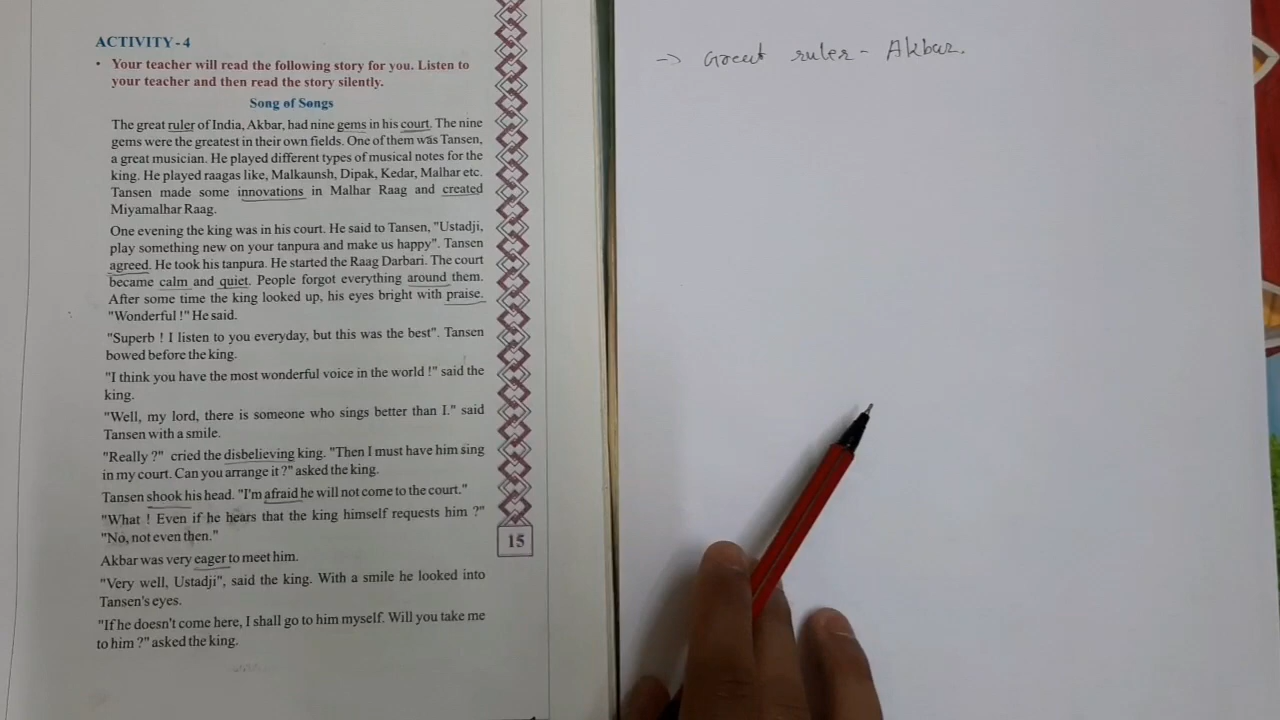 ACTIVITY - 4
• Your teacher will read the following story for you. Listen to
your teacher and then read the story silently.
Song of Songs
The great ruler of India, Akbar, had nine gems in his court. The nine
gems were the greatest in their own fields. One of them was Tansen,
a great musician. He played different types of musical notes for the
king. He played raagas like, Malkaunsh, Dipak, Kedar, Malhar etc.
Tansen made some innovations in Malhar Raag and created
Miyamalhar Raag.
One evening the king was in his court. He said to Tansen, "Ustadji,
play something new on your tanpura and make us happy". Tansen
agreed. He took his tanpura. He started the Raag Darbari. The court
became calm and quiet. People forgot everything around them.
After some time the king looked up, his eyes bright with praise.
"Wonderful !" He said.
"Superb ! I listen to you everyday, but this was the best". Tansen
bowed before the king.
"I think you have the most wonderful voice in the world !" said the
king.
"Well, my lord, there is someone who sings better than I." said
Tansen with a smile.
"Really ?" cried the disbelieving king. "Then I must have him sing
in my court. Can you arrange it ?" asked the king.
Tansen shook his head. "I'm afraid he will not come to the court."
"What ! Even if he hears that the king himself requests him ?"
"No, not even then."
Akbar was very eager to meet him.
"Very well, Ustadji", said the king. With a smile he looked into
Tansen's eyes.
"If he doesn't come here, I shall go to him myself. Will you take me
to him ?" asked the king.
15
→ Great ruler - Akbar.